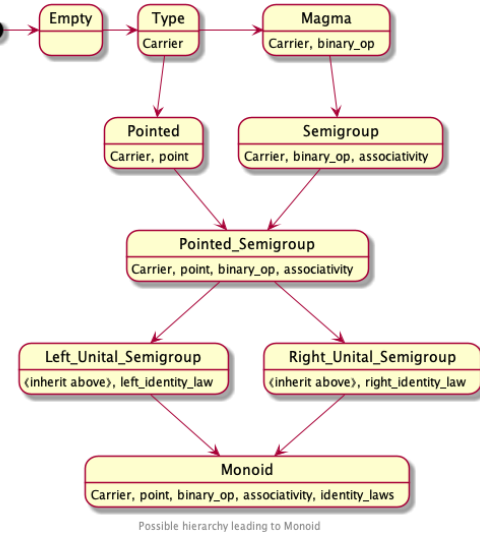 Empty
Type
Carrier
Magma
Carrier, binary_op
Pointed
Carrier, point
Semigroup
Carrier, binary_op, associativity
Pointed_Semigroup
Carrier, point, binary_op, associativity
Left_Unital_Semigroup
《inherit above》, left_identity_law
Right_Unital_Semigroup
《inherit above》, right_identity_law
Monoid
Carrier, point, binary_op, associativity, identity_laws
Possible hierarchy leading to Monoid